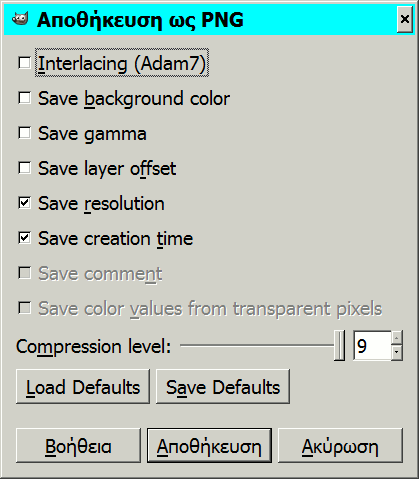 Αποθήκευση ως PNG
Interlacing (Adam7)
Save background color
Save gamma
Save layer offset
Save resolution
Save creation time
Save comment
Save color values from transparent pixels
Compression level: 9
Load Defaults Save Defaults
Βοήθεια Αποθήκευση Ακύρωση